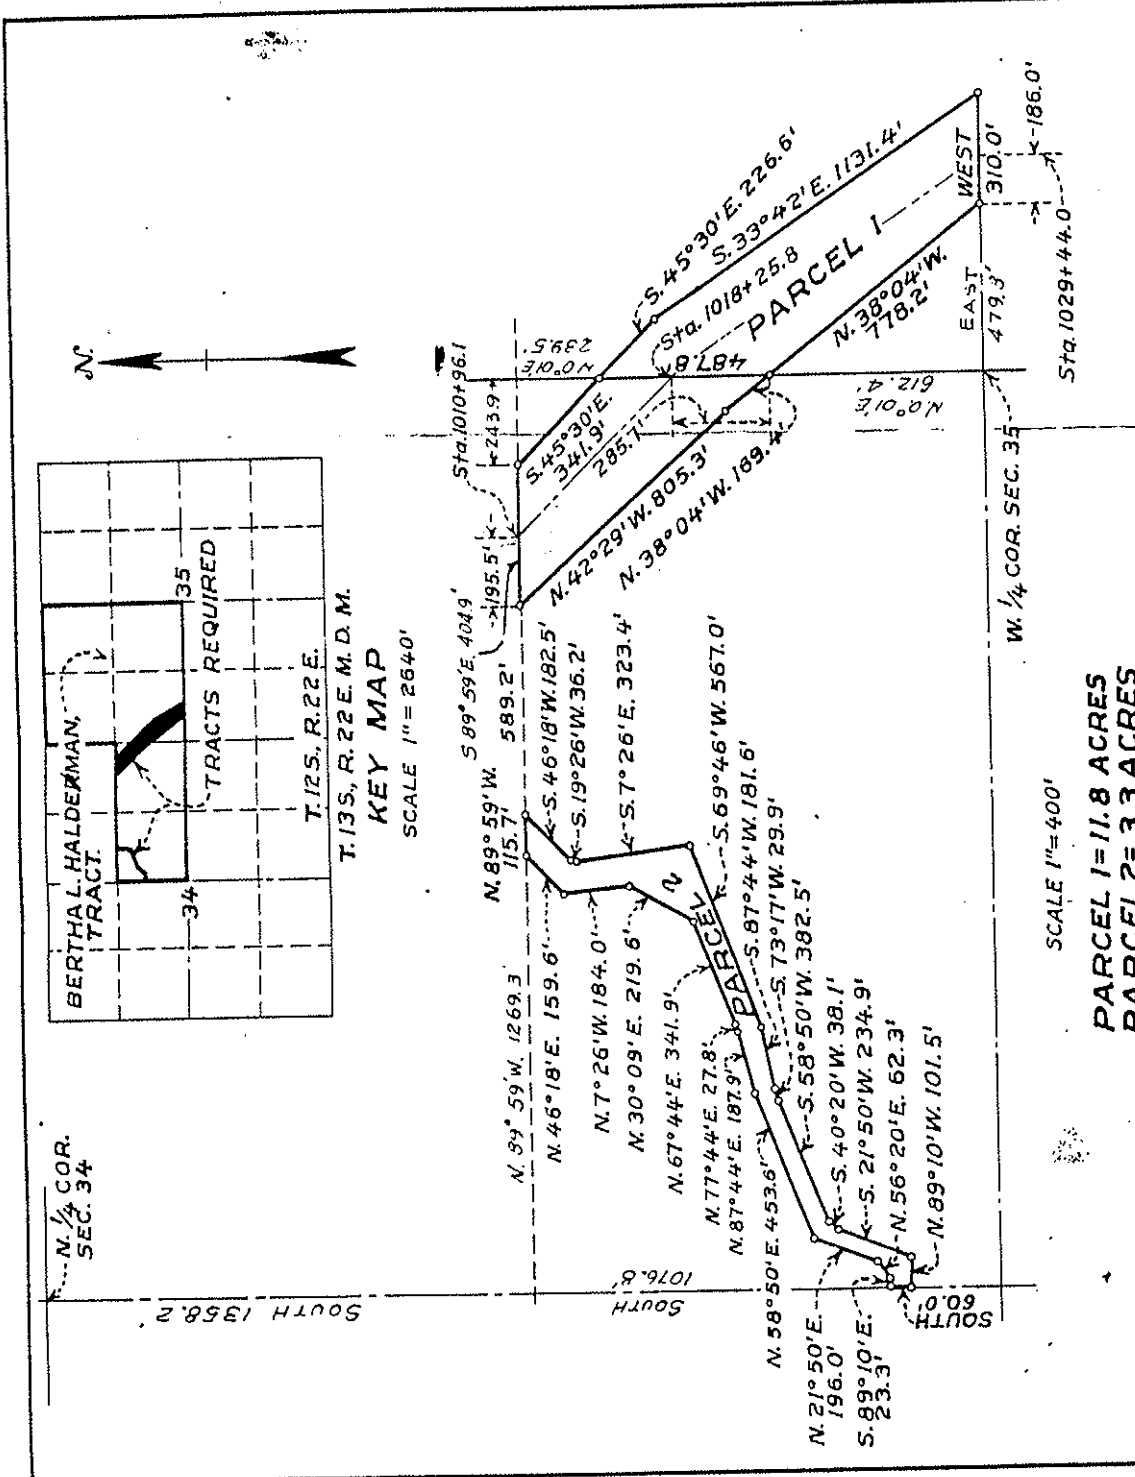 N. 1/4 COR.
SEC. 34
BERTHA L. HALDERMAN,
TRACT.
34
35
TRACTS REQUIRED
T.12S., R.22E.
T.13S., R.22E. M.D.M.
KEY MAP
SCALE 1"=2640'
N.
SOUTH 1358.2'
N.89°59'W. 1269.3'
N.89°59'W.
115.7'
589.2'
S89°59'E. 404.9'
195.5'
Sta.1010+96.1
243.9
N.0°01'E
239.5'
S.45°30'E. 226.6'
S.33°42'E. 1131.4'
S.45°30'E.
341.9'
Sta. 1018+25.8
487.8
285.7'
PARCEL 1
N.42°29'W. 805.3'
N.38°04'W. 189.4'
N.38°04'W.
778.2'
N.0°01'E
612.4'
WEST
310.0'
186.0'
EAST
479.3'
Sta.1029+44.0
W. 1/4 COR. SEC. 35
S.46°18'W. 182.5'
S.19°26'W. 36.2'
S.7°26'E. 323.4'
S.69°46'W. 567.0'
S.87°44'W. 181.6'
S.73°17'W. 29.9'
S.58°50'W. 382.5'
S.40°20'W. 38.1'
S.21°50'W. 234.9'
N.56°20'E. 62.3'
N.89°10'W. 101.5'
PARCEL 2
N.46°18'E. 159.6'
N.7°26'W. 184.0'
N.30°09'E. 219.6'
N.67°44'E. 341.9'
N.77°44'E. 27.8'
N.87°44'E. 187.9'
N.58°50'E. 453.6'
N.21°50'E.
196.0'
S.89°10'E.
23.3'
SOUTH 1076.8'
SOUTH
60.0'
SCALE 1"=400'
PARCEL 1=11.8 ACRES
PARCEL 2=3.3 ACRES